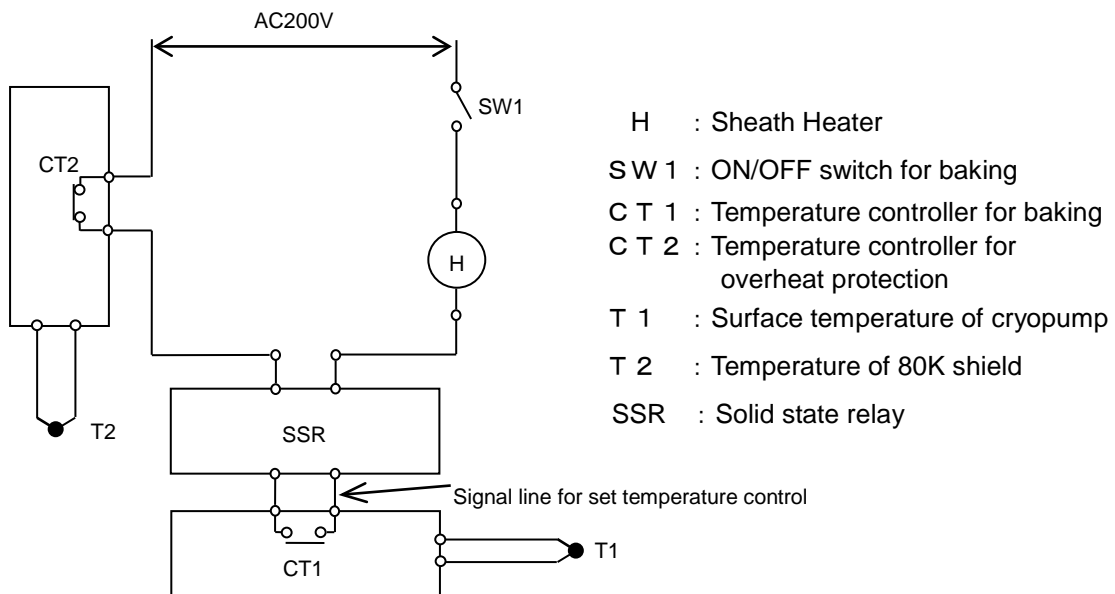 AC200V
SW1
CT2
H
T2
SSR
Signal line for set temperature control
CT1
T1
H : Sheath Heater
ＳＷ１ : ON/OFF switch for baking
ＣＴ１ : Temperature controller for baking
ＣＴ２ : Temperature controller for
overheat protection
Ｔ１ : Surface temperature of cryopump
Ｔ２ : Temperature of 80K shield
SSR : Solid state relay